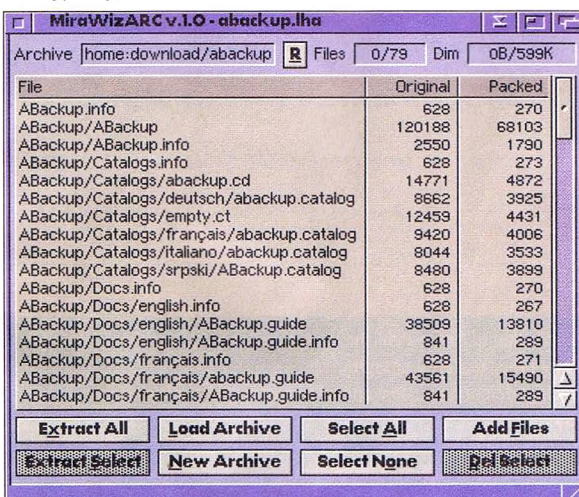 MiraWizARC v.1.0 - abackup.lha
Archive home:download/abackup R Files 0/79 Dim 0B/599K
File Original Packed
ABackup.info 628 270
ABackup/ABackup 120188 68103
ABackup/ABackup.info 2550 1790
ABackup/Catalogs.info 628 273
ABackup/Catalogs/abackup.cd 14771 4872
ABackup/Catalogs/deutsch/abackup.catalog 8662 3925
ABackup/Catalogs/empty.ct 12459 4431
ABackup/Catalogs/français/abackup.catalog 9420 4006
ABackup/Catalogs/italiano/abackup.catalog 8044 3533
ABackup/Catalogs/srpski/ABackup.catalog 8480 3899
ABackup/Docs.info 628 270
ABackup/Docs/english.info 628 267
ABackup/Docs/english/ABackup.guide 38509 13810
ABackup/Docs/english/ABackup.guide.info 841 289
ABackup/Docs/français.info 628 271
ABackup/Docs/français/abackup.guide 43561 15490
ABackup/Docs/français/ABackup.guide.info 841 289
Extract All Load Archive Select All Add Files
Extract Select New Archive Select None Del Select